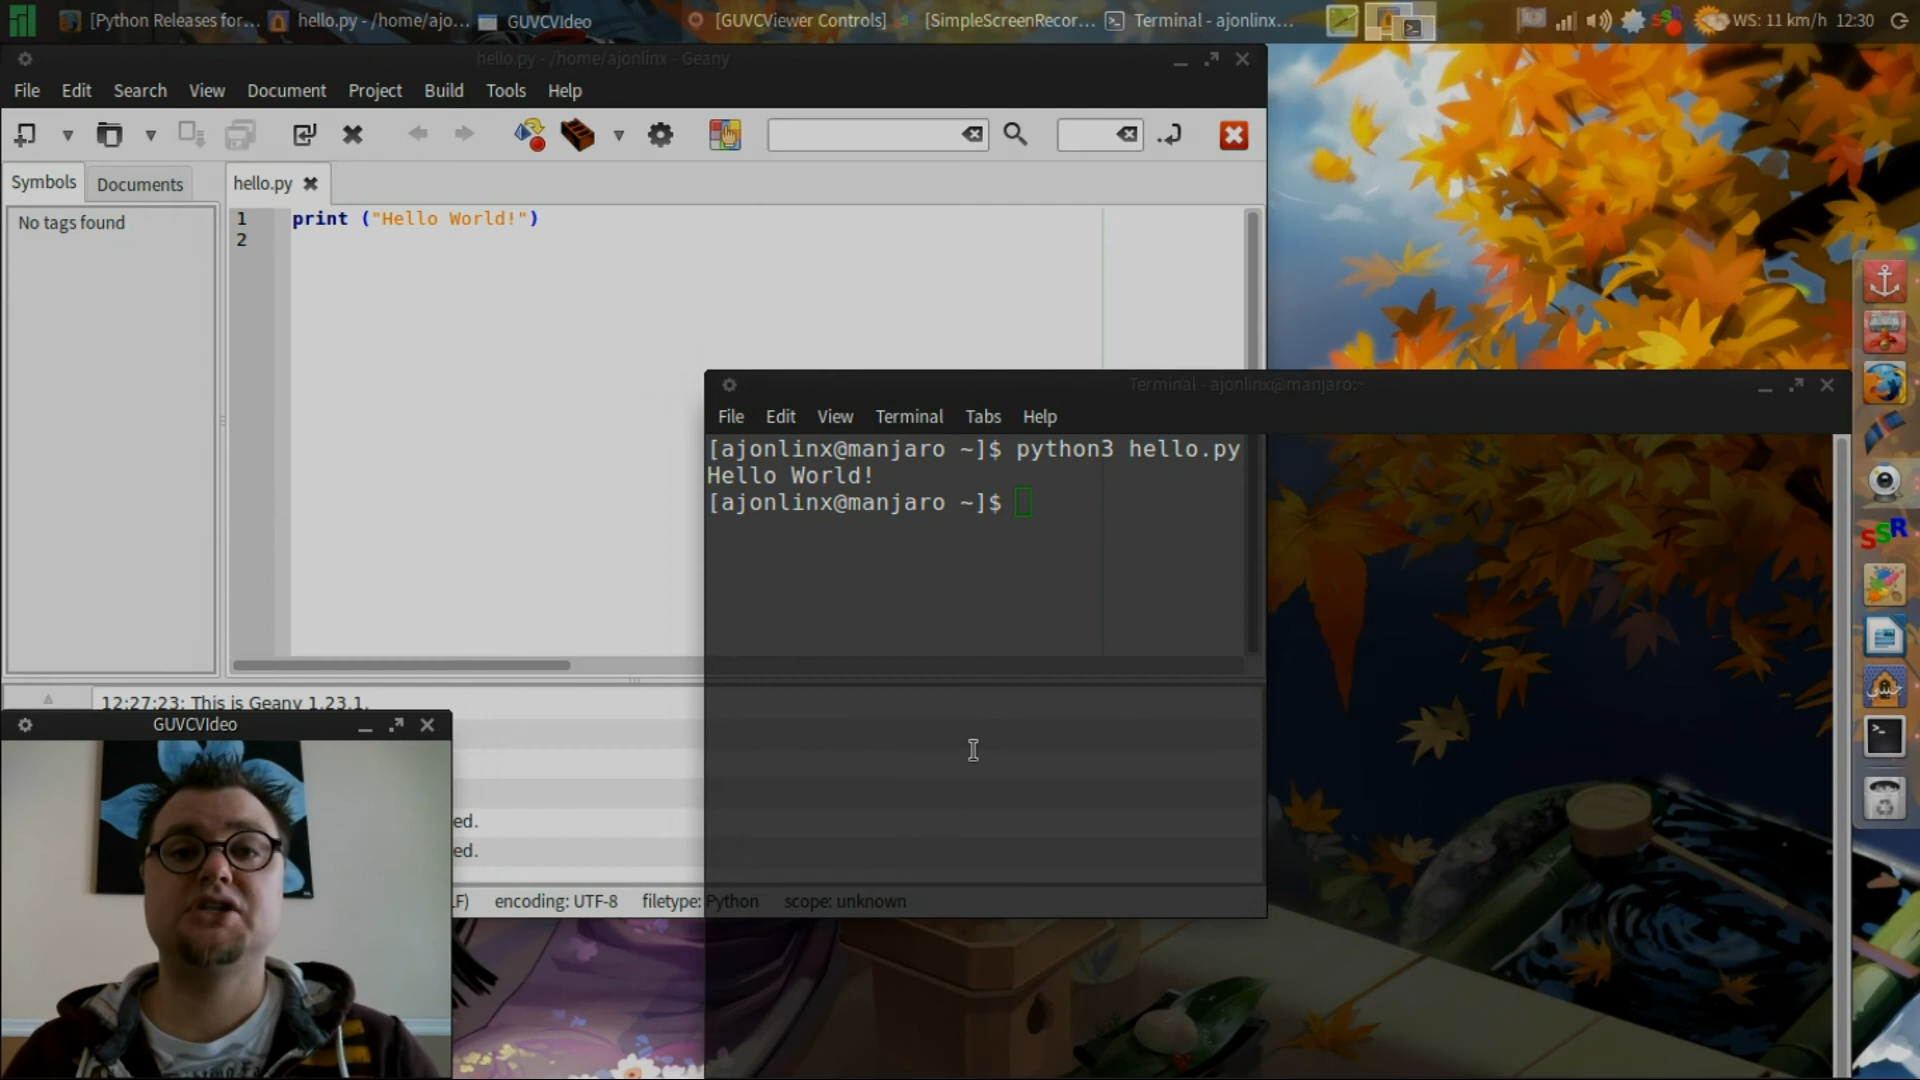 [Python Releases for... hello.py - /home/ajo... GUVCVIdeo [GUVCViewer Controls] [SimpleScreenRecor... Terminal - ajonlinx... WS: 11 km/h 12:30
hello.py - /home/ajonlinx - Geany
File Edit Search View Document Project Build Tools Help
Symbols Documents hello.py
No tags found
1 print ("Hello World!")
2
Terminal - ajonlinx@manjaro:~
File Edit View Terminal Tabs Help
[ajonlinx@manjaro ~]$ python3 hello.py
Hello World!
[ajonlinx@manjaro ~]$
SSR
12:27:23: This is Geany 1.23.1.
GUVCVIdeo
ed.
ed.
LF) encoding: UTF-8 filetype: Python scope: unknown